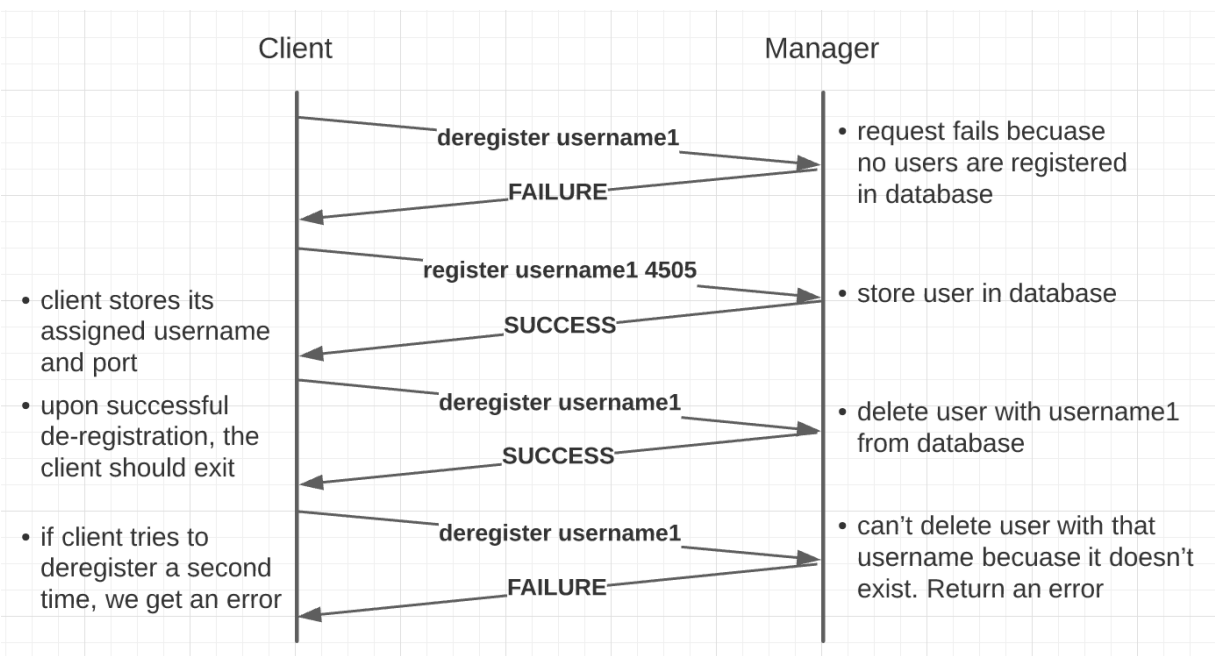 Client
Manager
deregister username1
• request fails becuase
no users are registered
in database
FAILURE
register username1 4505
• store user in database
• client stores its
assigned username
and port
SUCCESS
deregister username1
• upon successful
de-registration, the
client should exit
• delete user with username1
from database
SUCCESS
deregister username1
• if client tries to
deregister a second
time, we get an error
• can’t delete user with that
username becuase it doesn’t
exist. Return an error
FAILURE